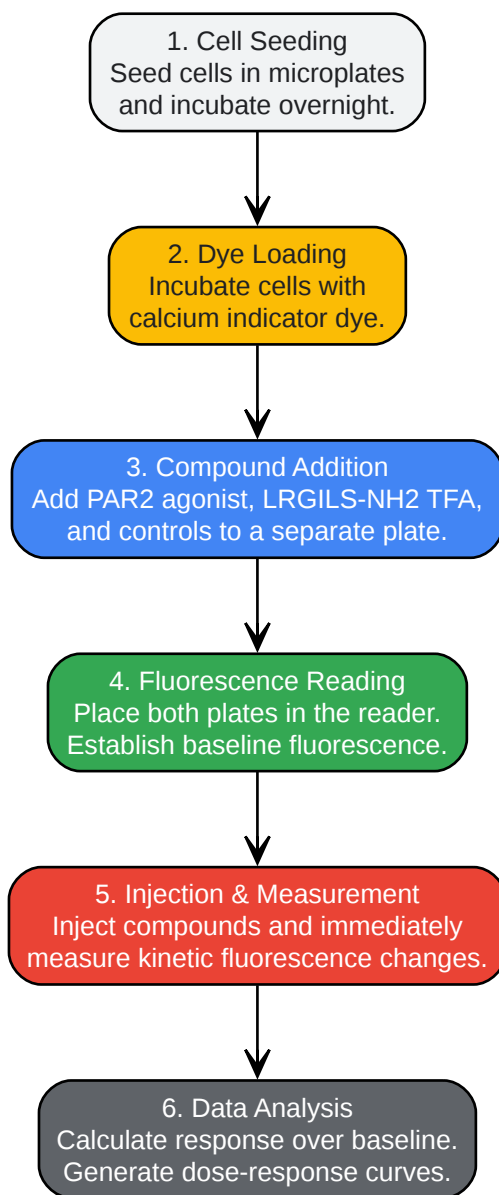 1. Cell Seeding
Seed cells in microplates
and incubate overnight.
2. Dye Loading
Incubate cells with
calcium indicator dye.
3. Compound Addition
Add PAR2 agonist, LRGILS-NH2 TFA,
and controls to a separate plate.
4. Fluorescence Reading
Place both plates in the reader.
Establish baseline fluorescence.
5. Injection & Measurement
Inject compounds and immediately
measure kinetic fluorescence changes.
6. Data Analysis
Calculate response over baseline.
Generate dose-response curves.